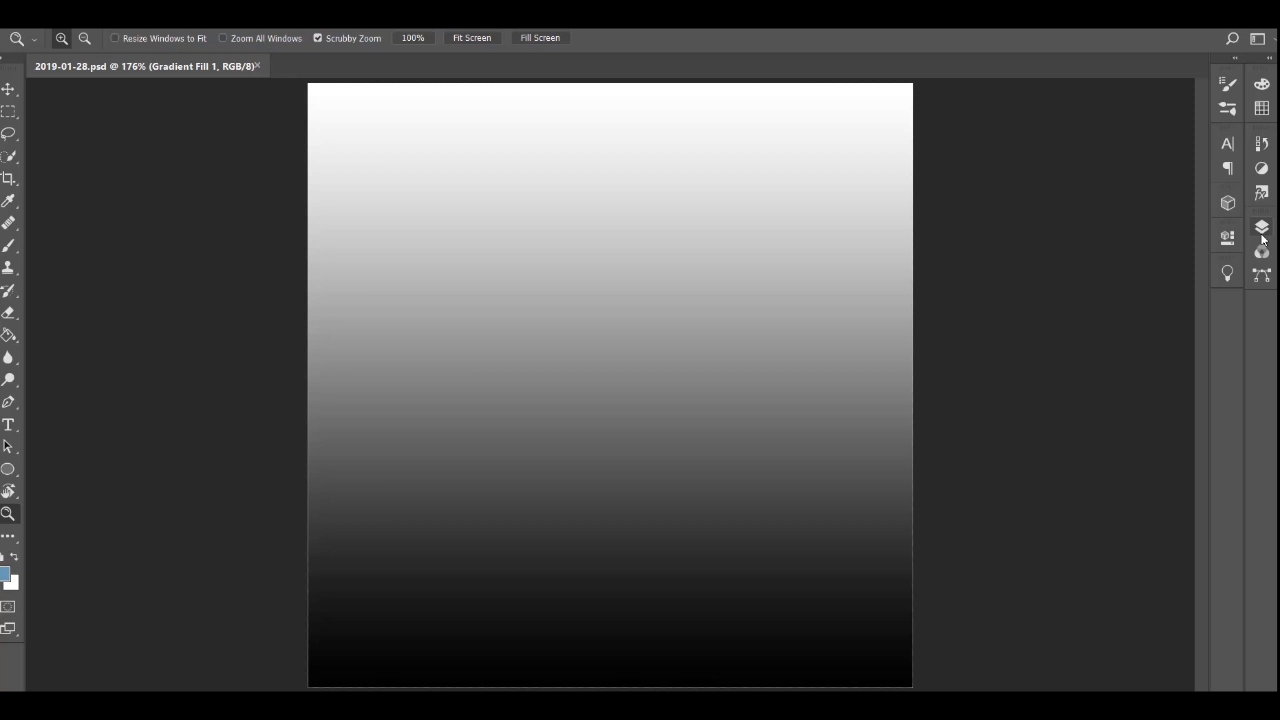 Resize Windows to Fit Zoom All Windows Scrubby Zoom 100% Fit Screen Fill Screen
2019-01-28.psd @ 176% (Gradient Fill 1, RGB/8)